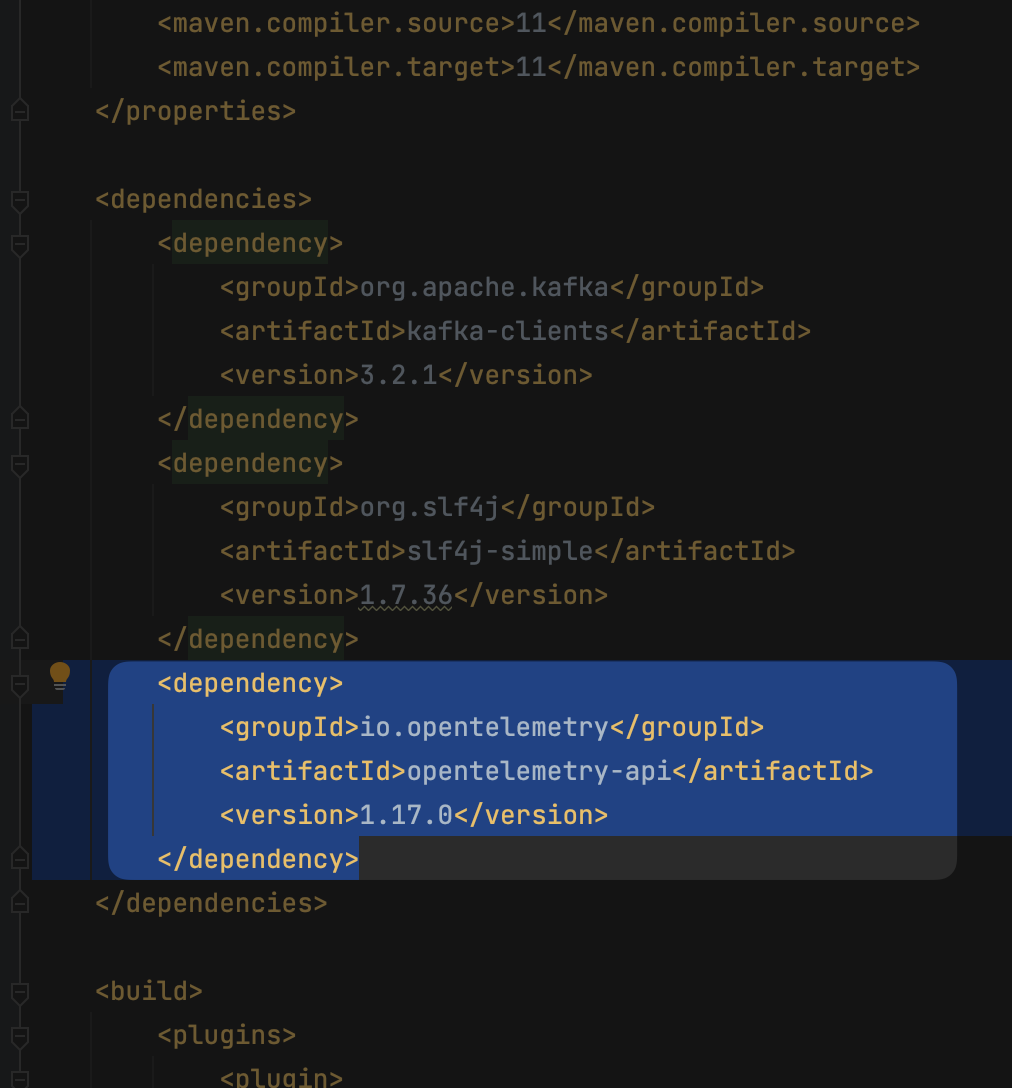 <maven.compiler.source>11</maven.compiler.source>
<maven.compiler.target>11</maven.compiler.target>
</properties>
<dependencies>
<dependency>
<groupId>org.apache.kafka</groupId>
<artifactId>kafka-clients</artifactId>
<version>3.2.1</version>
</dependency>
<dependency>
<groupId>org.slf4j</groupId>
<artifactId>slf4j-simple</artifactId>
<version>1.7.36</version>
</dependency>
<dependency>
<groupId>io.opentelemetry</groupId>
<artifactId>opentelemetry-api</artifactId>
<version>1.17.0</version>
</dependency>
</dependencies>
<build>
<plugins>
<plugin>